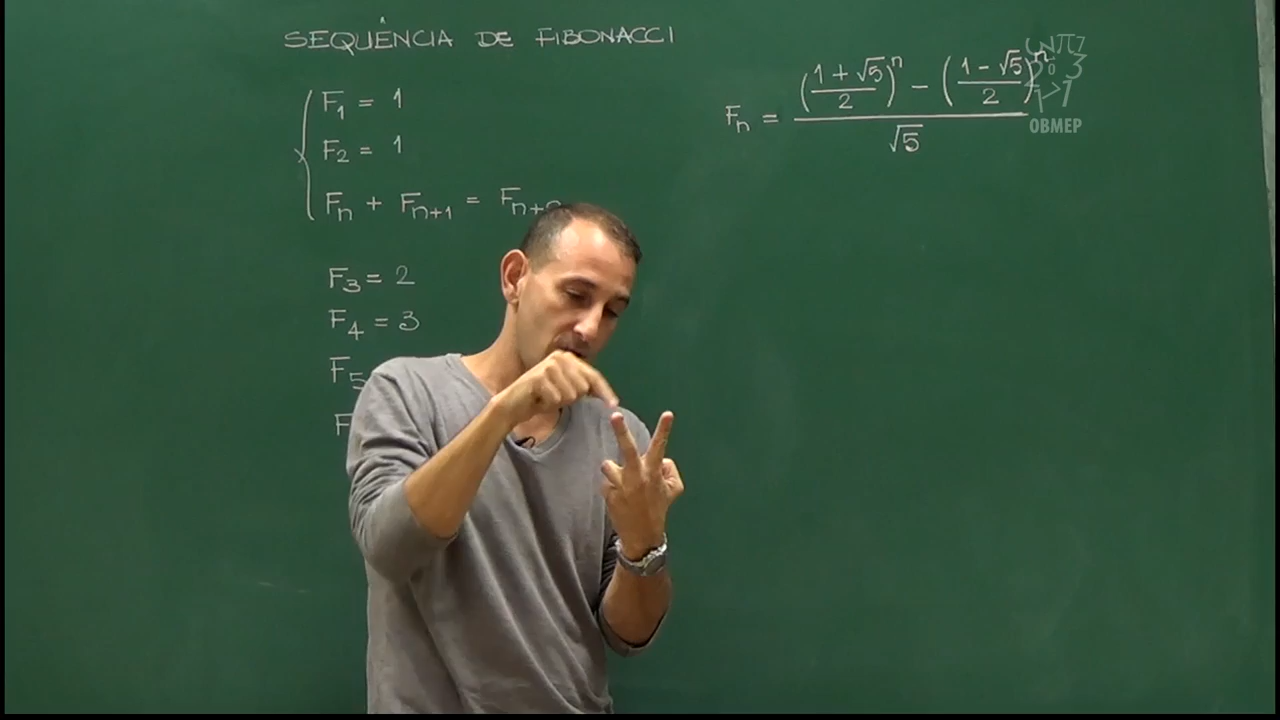 SEQUÊNCIA DE FIBONACCI
F₁ = 1
F₂ = 1
Fₙ + Fₙ₊₁ = Fₙ₊
F₃ = 2
F₄ = 3
F₅
F
Fₙ = (((1 + √5)/2)ⁿ − ((1 − √5)/2)ⁿ)/√5
OBMEP